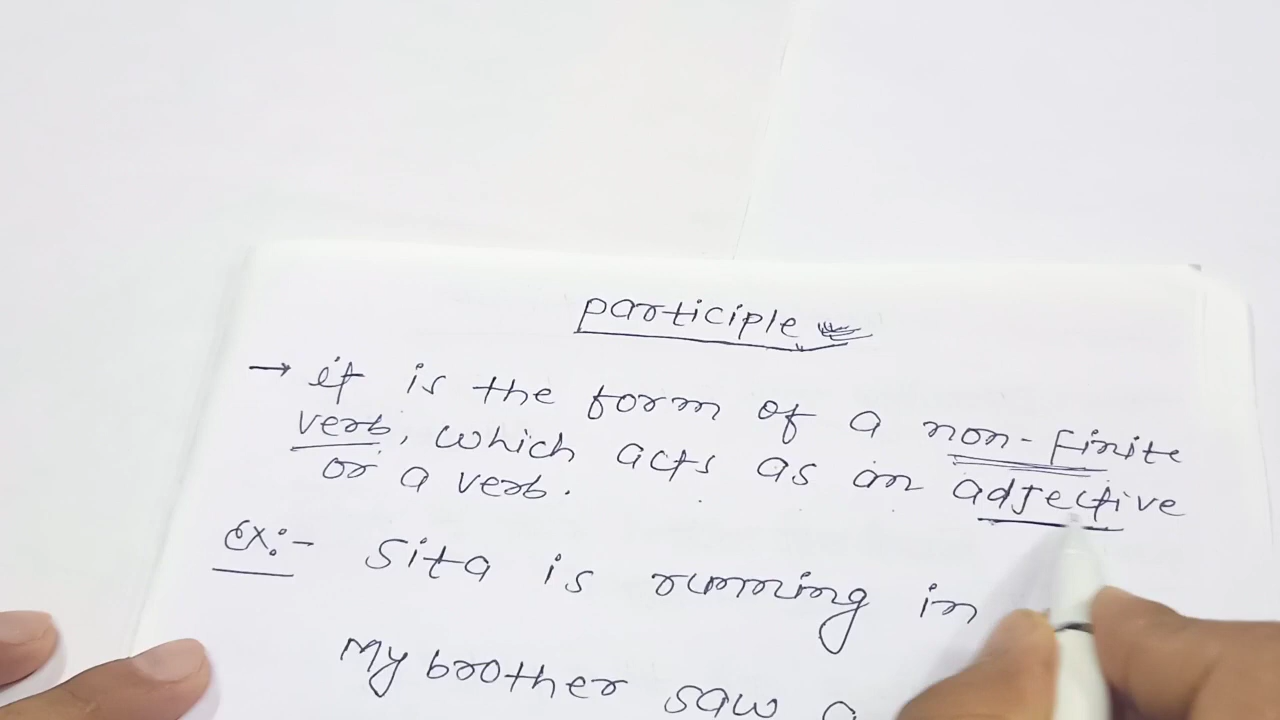 participle
→ it is the form of a non-finite
verb, which acts as an adjective
or a verb.
Ex:- Sita is running in
My brother saw a